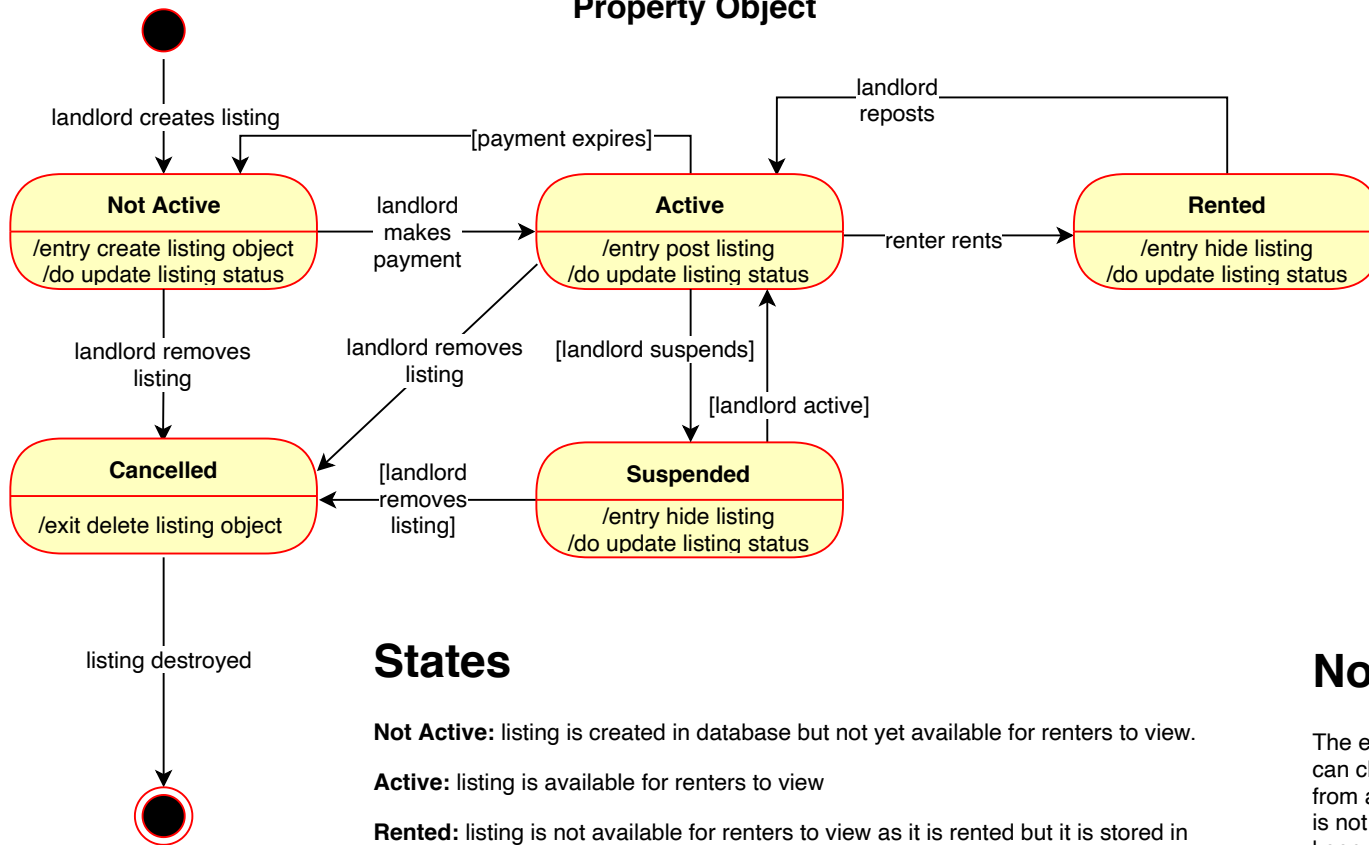 Property Object
landlord creates listing
[payment expires]
landlord
reposts
Not Active
/entry create listing object
/do update listing status
landlord
makes
payment
Active
/entry post listing
/do update listing status
renter rents
Rented
/entry hide listing
/do update listing status
landlord removes
listing
landlord removes
listing
[landlord suspends]
[landlord active]
Cancelled
/exit delete listing object
[landlord
removes
listing]
Suspended
/entry hide listing
/do update listing status
listing destroyed
States
Not Active: listing is created in database but not yet available for renters to view.
Active: listing is available for renters to view
Rented: listing is not available for renters to view as it is rented but it is stored in
No
The
can
from
is not